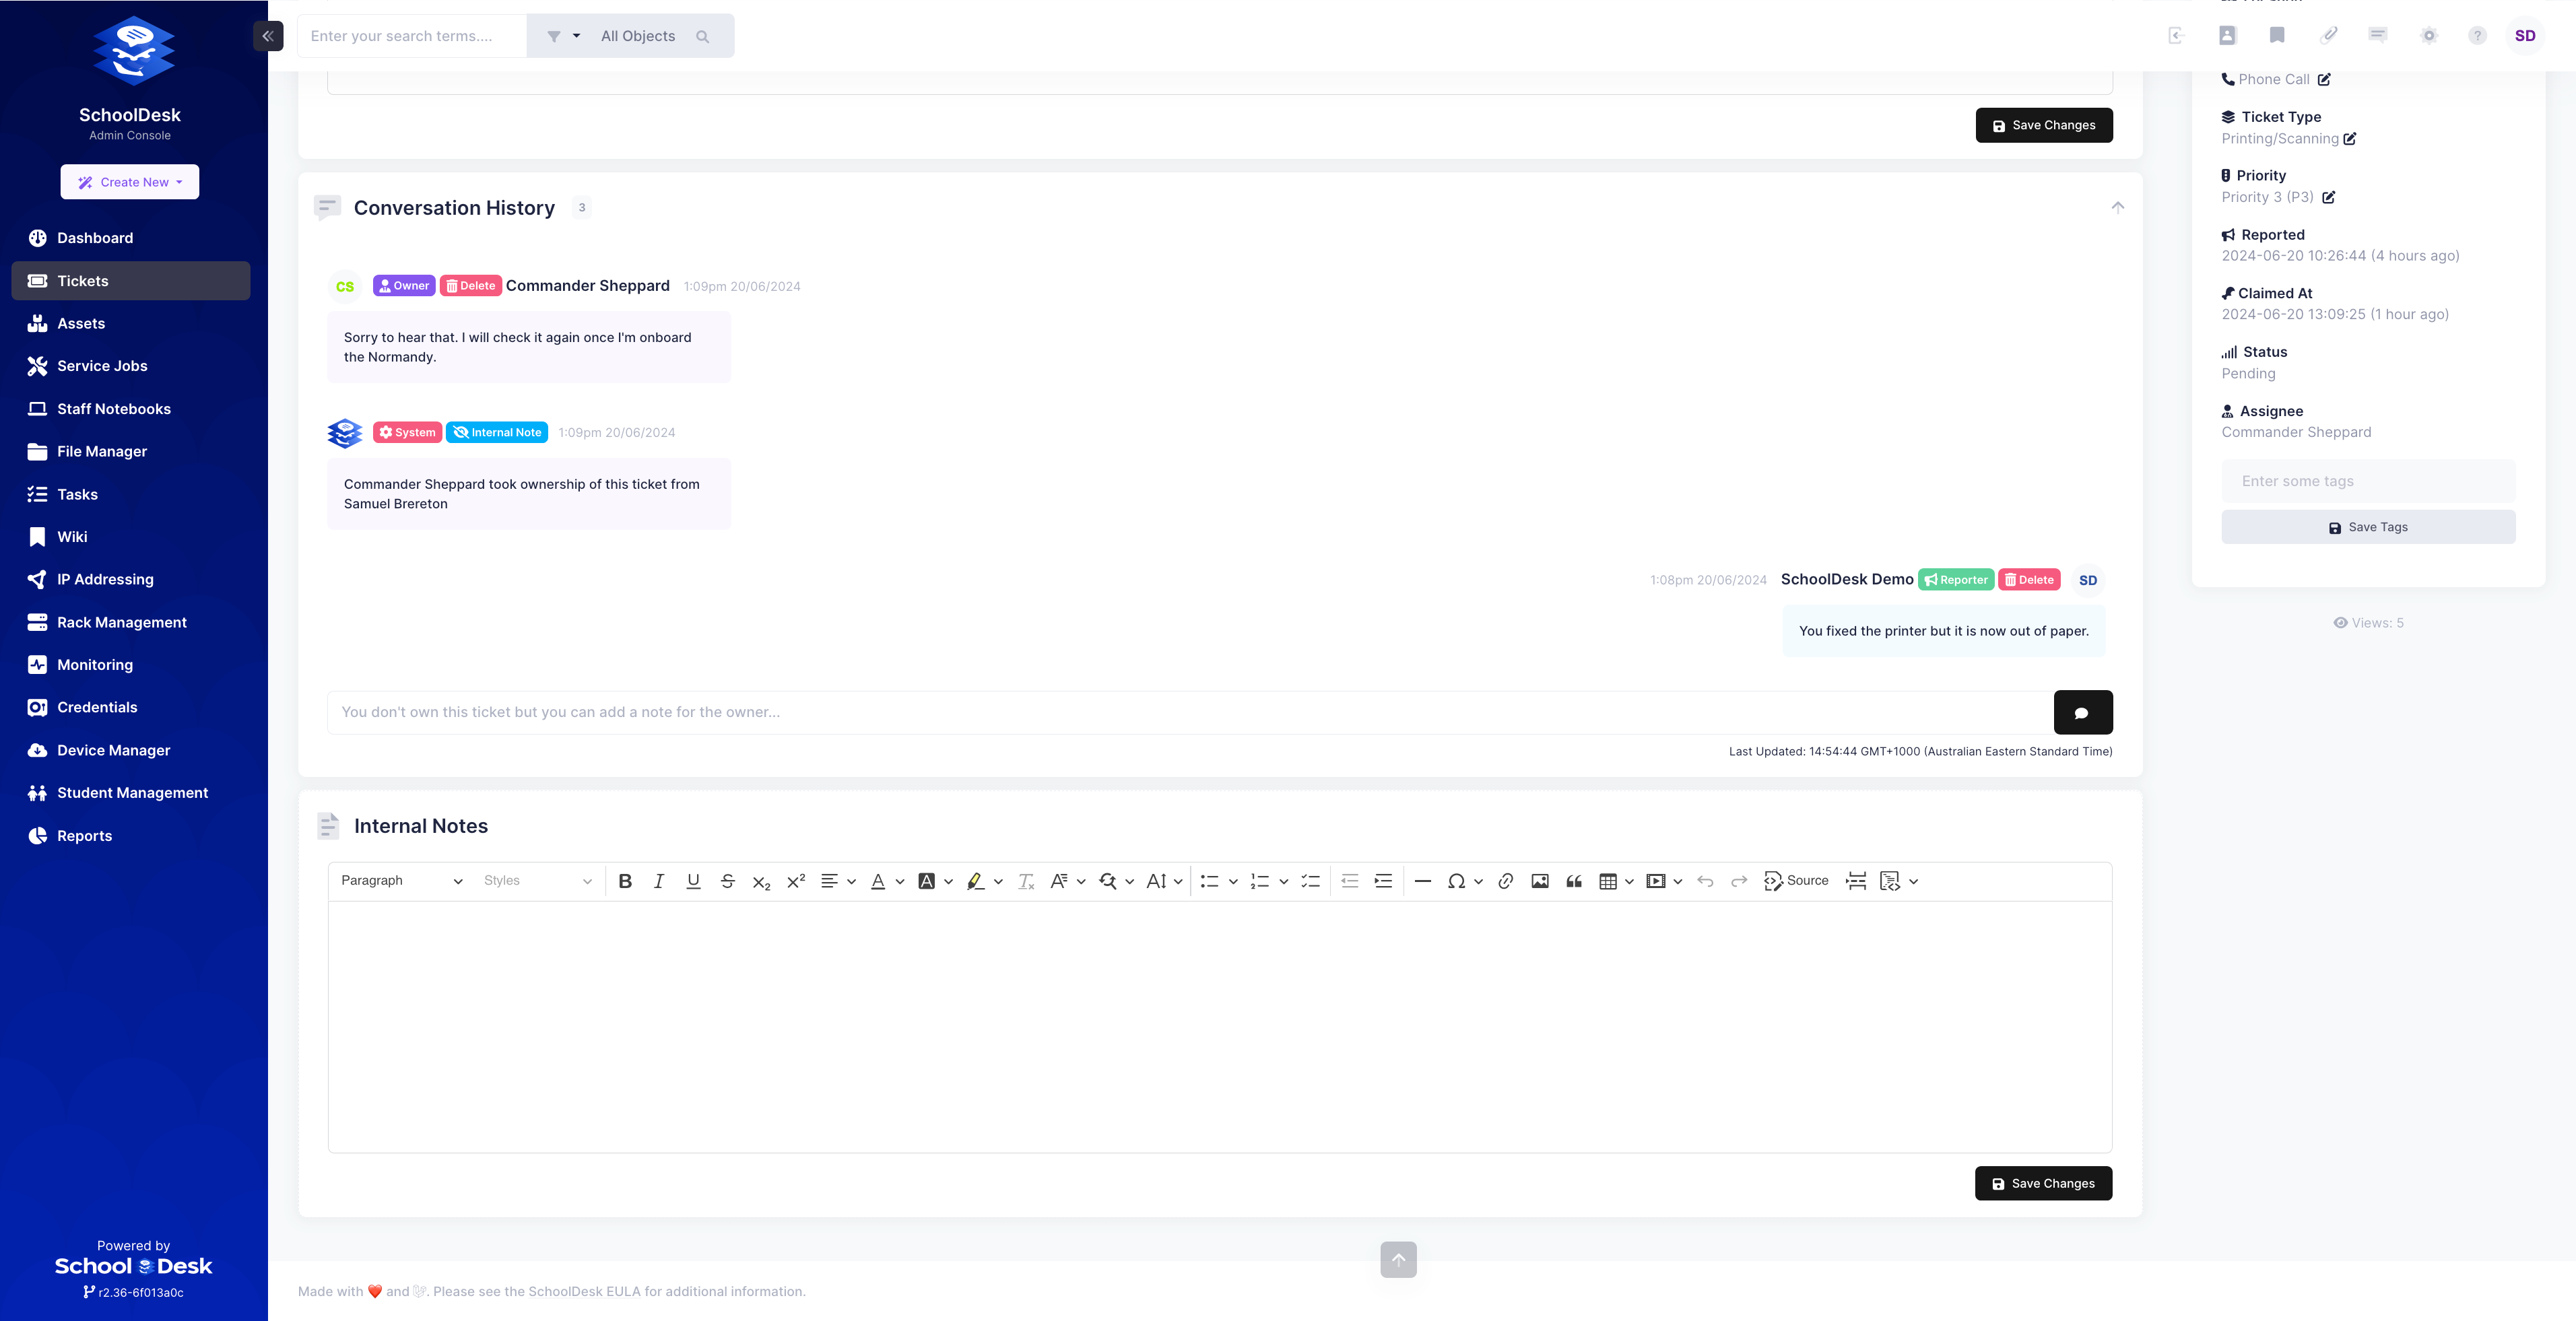 SchoolDesk
Admin Console
Create New
Dashboard
Tickets
Assets
Service Jobs
Staff Notebooks
File Manager
Tasks
Wiki
IP Addressing
Rack Management
Monitoring
Credentials
Device Manager
Student Management
Reports
Powered by
School Desk
r2.36-6f013a0c
Enter your search terms....
All Objects
SD
Save Changes
Conversation History 3
CS Owner Delete Commander Sheppard 1:09pm 20/06/2024
Sorry to hear that. I will check it again once I'm onboard
the Normandy.
System Internal Note 1:09pm 20/06/2024
Commander Sheppard took ownership of this ticket from
Samuel Brereton
1:08pm 20/06/2024 SchoolDesk Demo Reporter Delete SD
You fixed the printer but it is now out of paper.
You don't own this ticket but you can add a note for the owner...
Last Updated: 14:54:44 GMT+1000 (Australian Eastern Standard Time)
Internal Notes
Paragraph Styles Source
Save Changes
Phone Call
Ticket Type
Printing/Scanning
Priority
Priority 3 (P3)
Reported
2024-06-20 10:26:44 (4 hours ago)
Claimed At
2024-06-20 13:09:25 (1 hour ago)
Status
Pending
Assignee
Commander Sheppard
Enter some tags
Save Tags
Views: 5
Made with ❤️ and . Please see the SchoolDesk EULA for additional information.